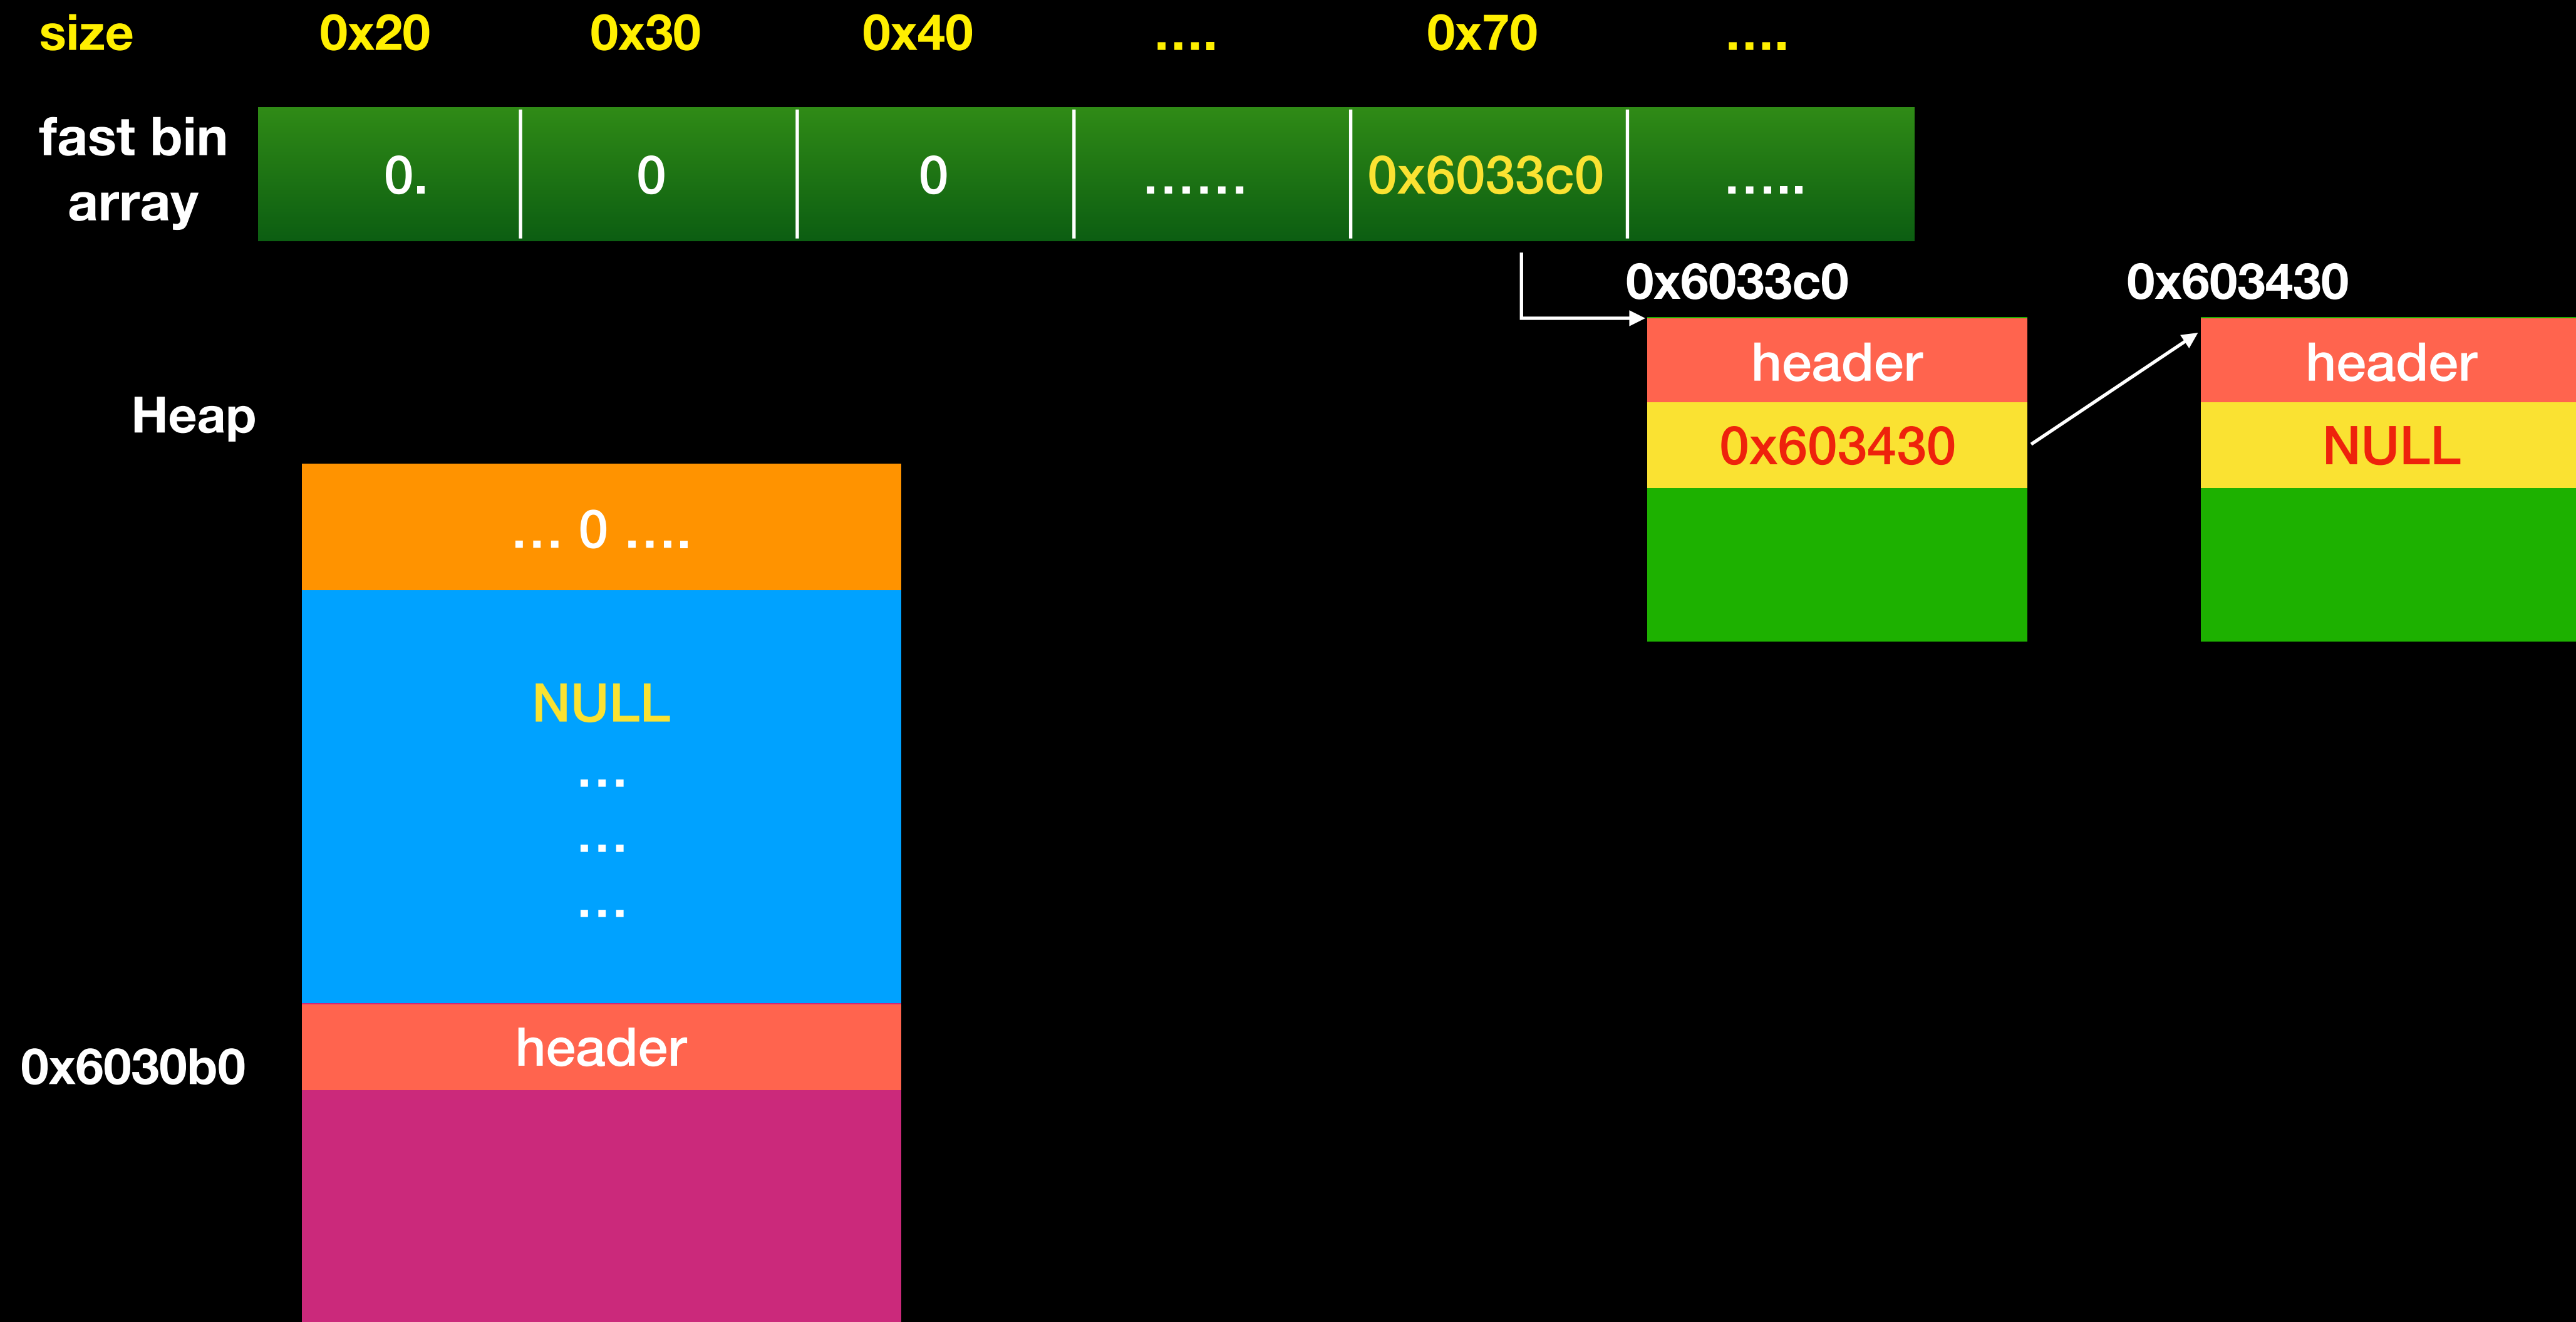 size 0x20 0x30 0x40 .... 0x70 ....
fast bin
array
0. 0 0 ...... 0x6033c0 .....
0x6033c0 0x603430
header header
Heap
0x603430 NULL
... 0 ....
NULL
...
...
...
header
0x6030b0